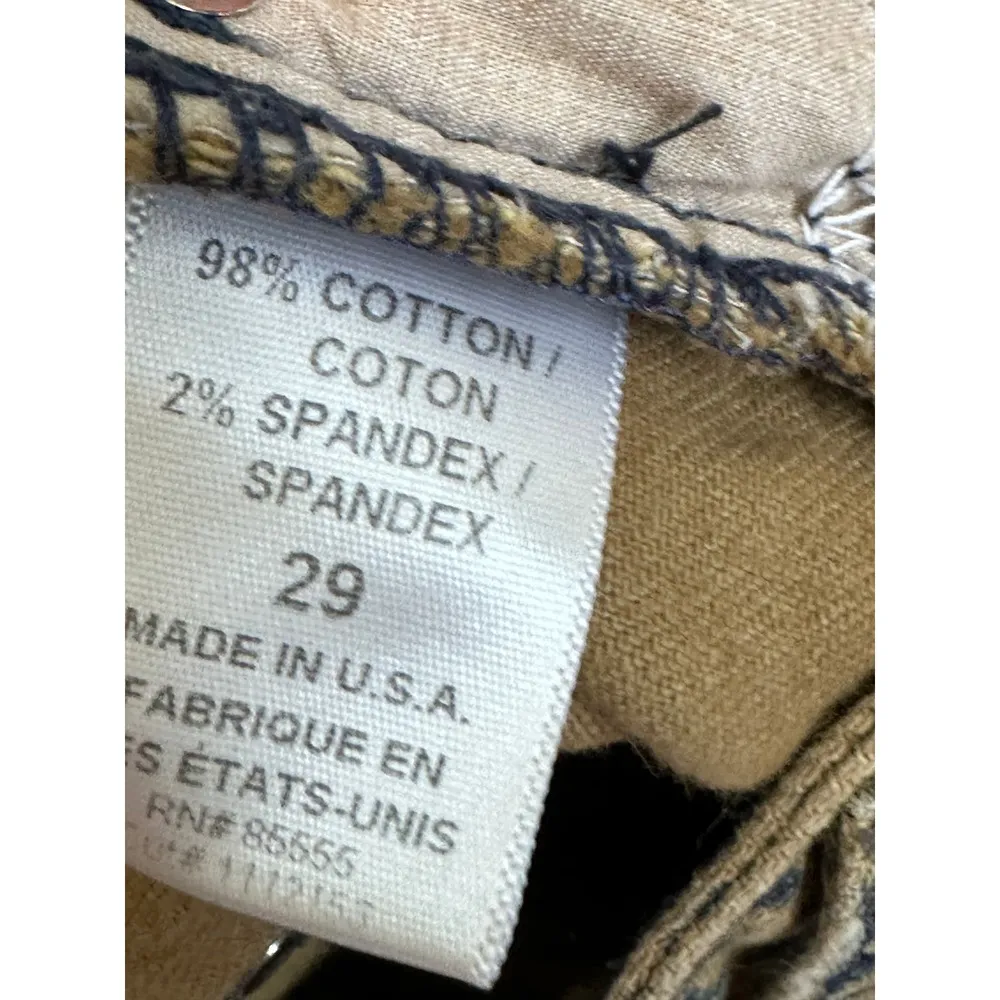 98% COTTON /
COTON
2% SPANDEX /
SPANDEX
29
MADE IN U.S.A.
FABRIQUE EN
ES ÉTATS-UNIS
RN# 85555